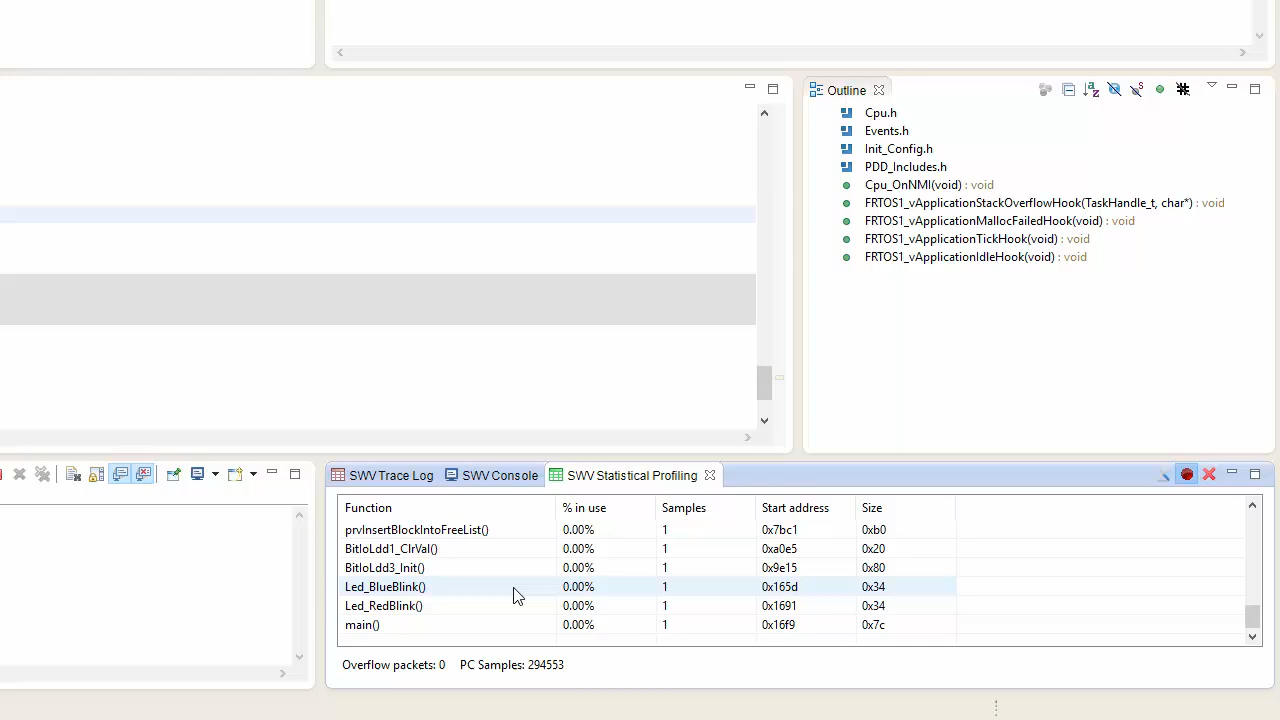 Outline
Cpu.h
Events.h
Init_Config.h
PDD_Includes.h
Cpu_OnNMI(void) : void
FRTOS1_vApplicationStackOverflowHook(TaskHandle_t, char*) : void
FRTOS1_vApplicationMallocFailedHook(void) : void
FRTOS1_vApplicationTickHook(void) : void
FRTOS1_vApplicationIdleHook(void) : void
SWV Trace Log SWV Console SWV Statistical Profiling
Function % in use Samples Start address Size
prvInsertBlockIntoFreeList() 0.00% 1 0x7bc1 0xb0
BitIoLdd1_ClrVal() 0.00% 1 0xa0e5 0x20
BitIoLdd3_Init() 0.00% 1 0x9e15 0x80
Led_BlueBlink() 0.00% 1 0x165d 0x34
Led_RedBlink() 0.00% 1 0x1691 0x34
main() 0.00% 1 0x16f9 0x7c
Overflow packets: 0 PC Samples: 294553